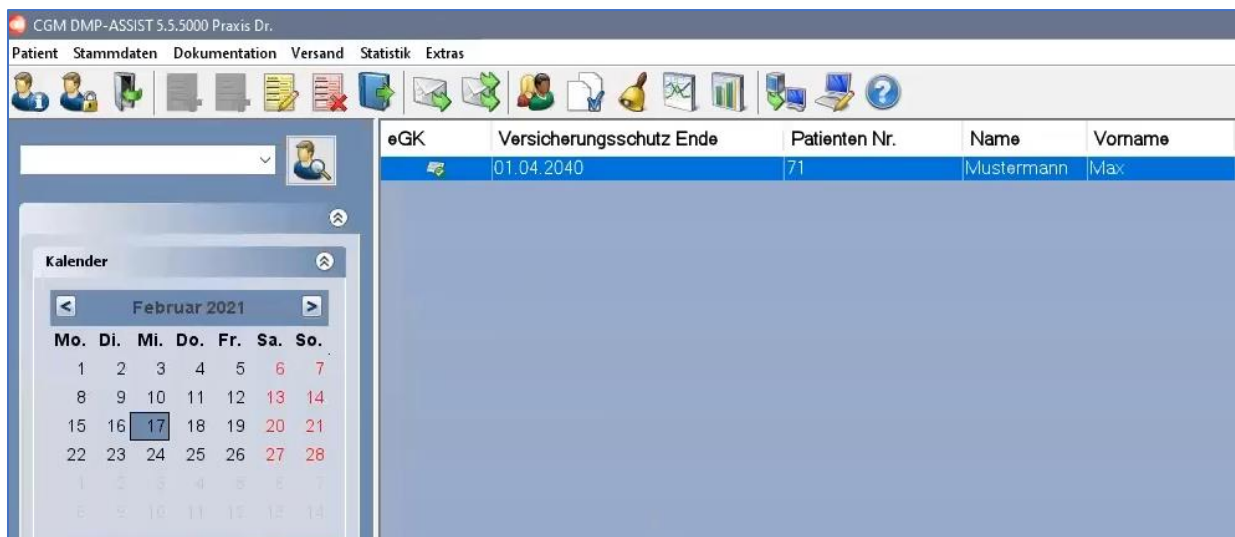 CGM DMP-ASSIST 5.5.5000 Praxis Dr.
Patient Stammdaten Dokumentation Versand Statistik Extras
eGK Versicherungsschutz Ende Patienten Nr. Name Vorname
01.04.2040 71 Mustermann Max
Kalender
< Februar 2021 >
Mo. Di. Mi. Do. Fr. Sa. So.
1 2 3 4 5 6 7
8 9 10 11 12 13 14
15 16 17 18 19 20 21
22 23 24 25 26 27 28
1 2 3 4 5 6 7
8 9 10 11 12 13 14